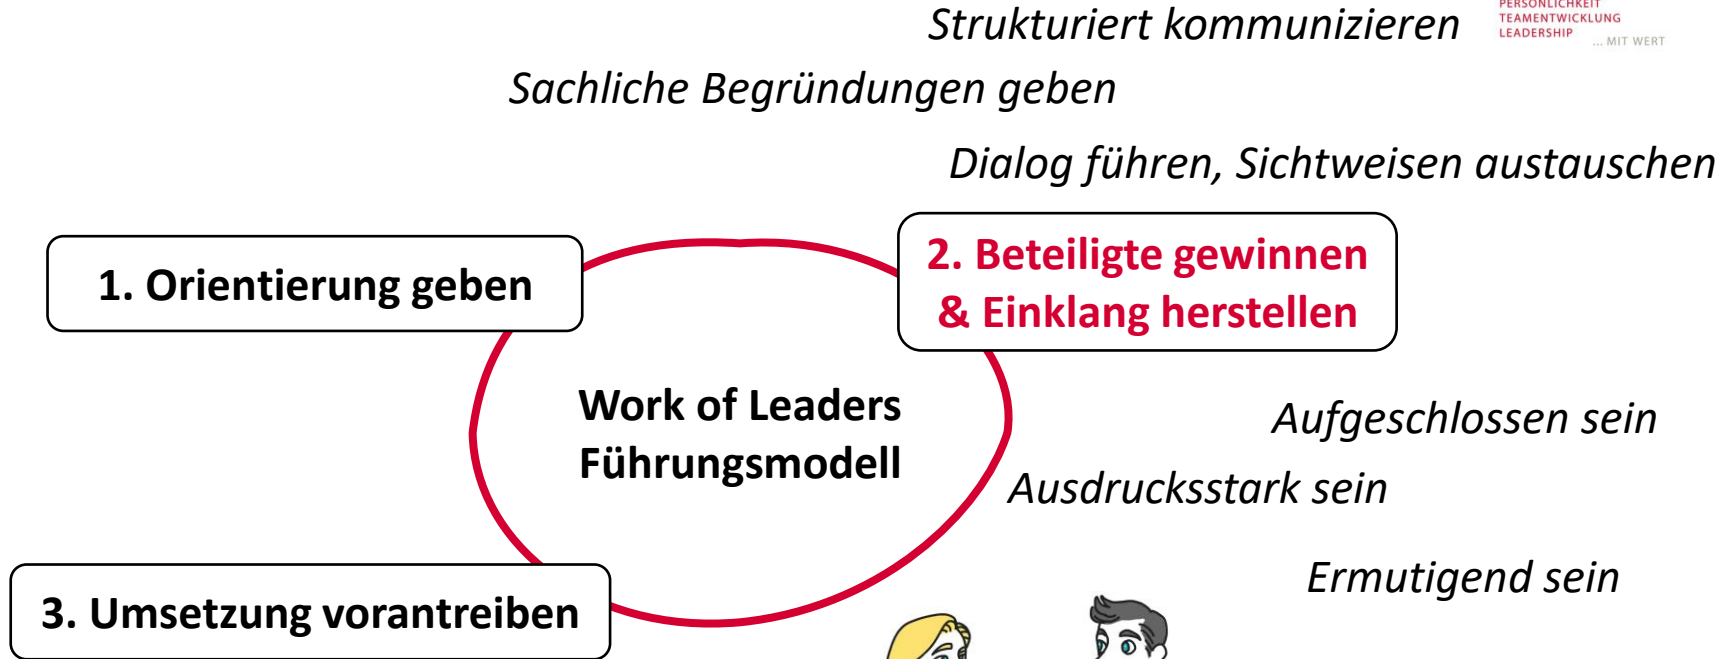 PERSÖNLICHKEIT
TEAMENTWICKLUNG
LEADERSHIP
... MIT WERT
Strukturiert kommunizieren
Sachliche Begründungen geben
Dialog führen, Sichtweisen austauschen
1. Orientierung geben
2. Beteiligte gewinnen
& Einklang herstellen
Work of Leaders
Führungsmodell
Aufgeschlossen sein
Ausdrucksstark sein
Ermutigend sein
3. Umsetzung vorantreiben